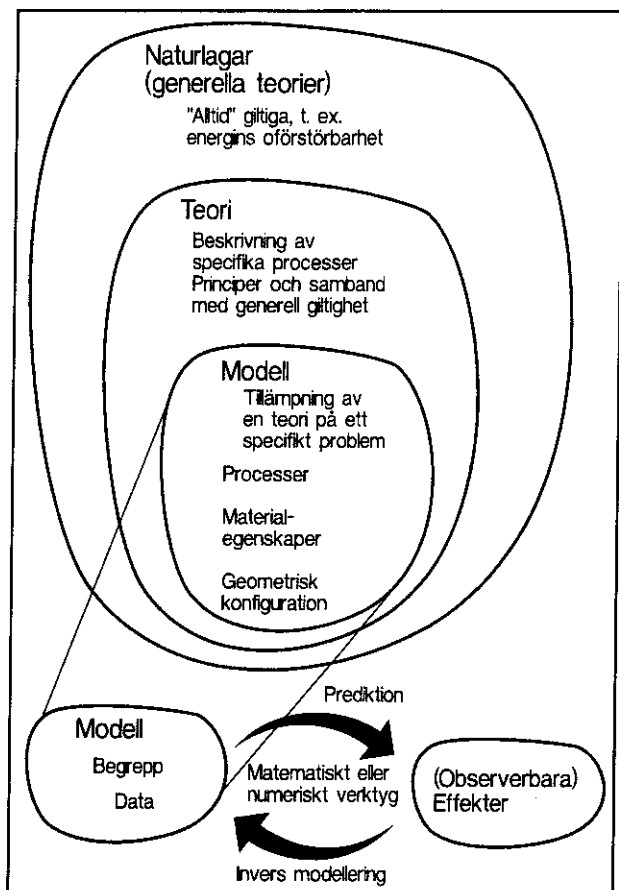 Naturlagar
(generella teorier)
"Alltid" giltiga, t. ex.
energins oförstörbarhet
Teori
Beskrivning av
specifika processer
Principer och samband
med generell giltighet
Modell
Tillämpning av
en teori på ett
specifikt problem
Processer
Material-
egenskaper
Geometrisk
konfiguration
Prediktion
Modell
Begrepp
Data
Matematiskt eller
numeriskt verktyg
(Observerbara)
Effekter
Invers modellering